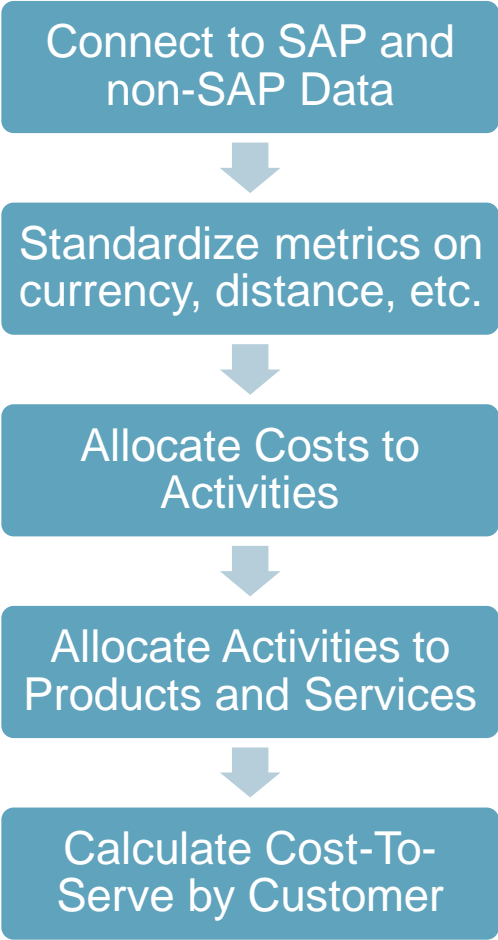 Connect to SAP and
non-SAP Data
Standardize metrics on
currency, distance, etc.
Allocate Costs to
Activities
Allocate Activities to
Products and Services
Calculate Cost-To-
Serve by Customer